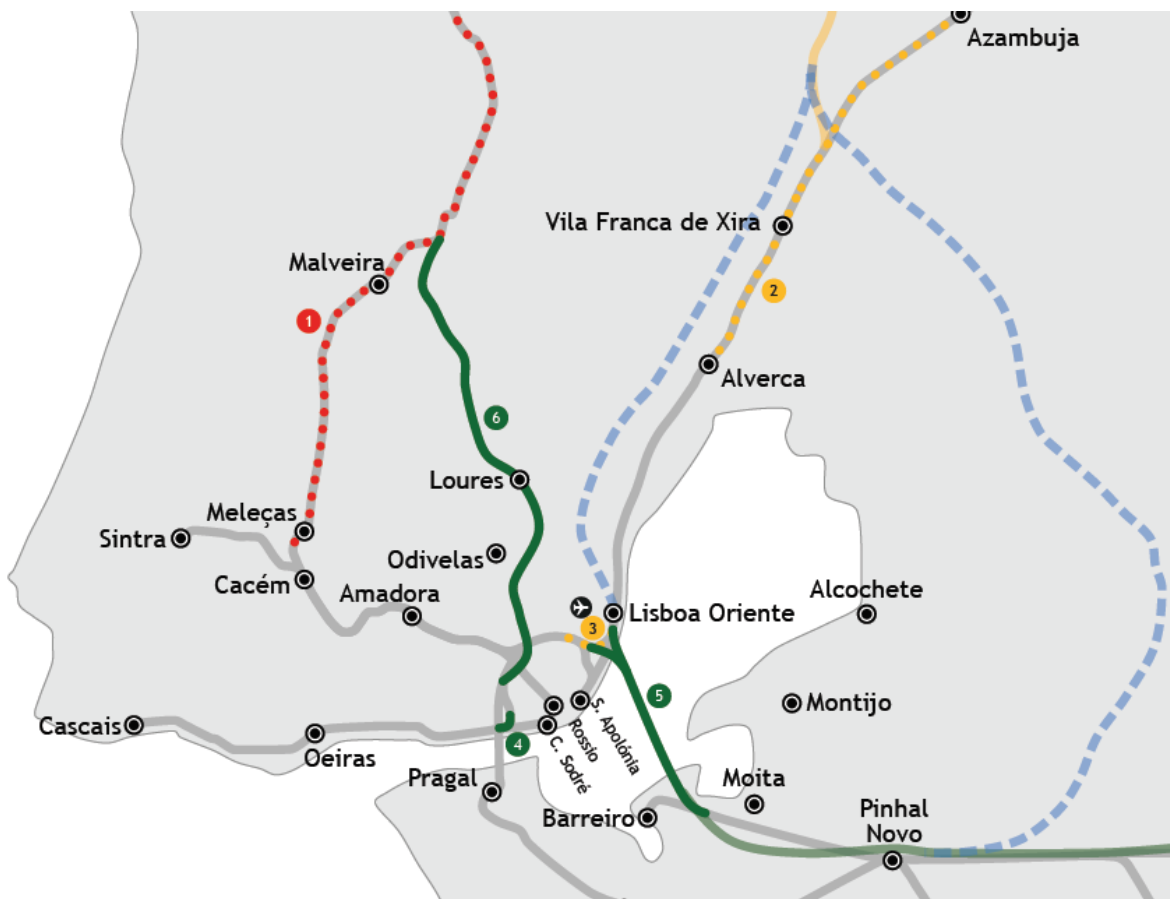 Azambuja
Vila Franca de Xira
Malveira
2
1
Alverca
6
Loures
Meleças
Sintra
Odivelas
Cacém
Amadora
Alcochete
Lisboa Oriente
3
5
Montijo
Cascais
S. Apolónia
Rossio
C. Sodré
4
Oeiras
Pragal
Moita
Barreiro
Pinhal
Novo